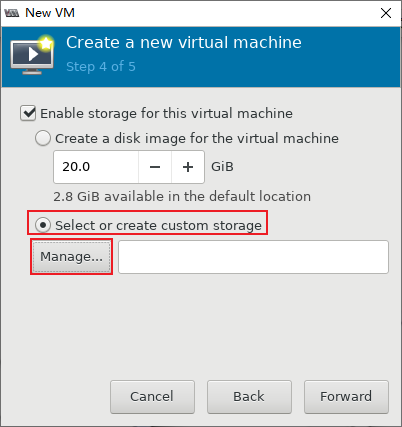 New VM
Create a new virtual machine
Step 4 of 5
Enable storage for this virtual machine
Create a disk image for the virtual machine
20.0 − + GiB
2.8 GiB available in the default location
Select or create custom storage
Manage...
Cancel Back Forward